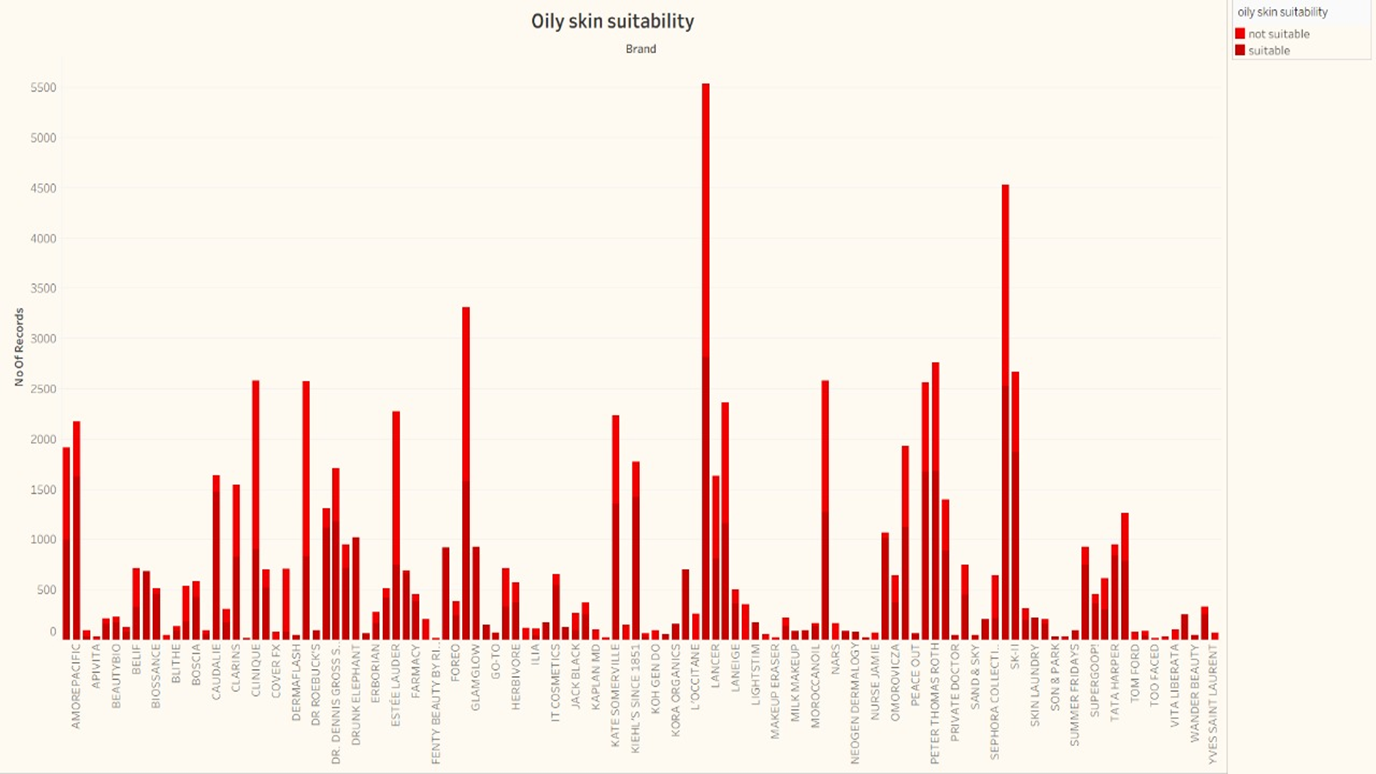 Oily skin suitability
Brand
oily skin suitability
not suitable
suitable
No Of Records
5500
5000
4500
4000
3500
3000
2500
2000
1500
1000
500
0
AMOREPACIFIC
APIVITA
BEAUTYBIO
BELIF
BIOSSANCE
BLITHE
BOSCIA
CAUDALIE
CLARINS
CLINIQUE
COVER FX
DERMAFLASH
DR ROEBUCK'S
DR. DENNIS GROSS S..
DRUNK ELEPHANT
ERBORIAN
ESTÉE LAUDER
FARMACY
FENTY BEAUTY BY RI..
FOREO
GLAMGLOW
GO-TO
HERBIVORE
ILIA
IT COSMETICS
JACK BLACK
KAPLAN MD
KATE SOMERVILLE
KIEHL'S SINCE 1851
KOH GEN DO
KORA ORGANICS
L'OCCITANE
LANCER
LANEIGE
LIGHTSTIM
MAKEUP ERASER
MILK MAKEUP
MOROCCANOIL
NARS
NEOGEN DERMALOGY
NURSE JAMIE
OMOROVICZA
PEACE OUT
PETER THOMAS ROTH
PRIVATE DOCTOR
SAND & SKY
SEPHORA COLLECTI..
SK-II
SKIN LAUNDRY
SON & PARK
SUMMER FRIDAYS
SUPERGOOP!
TATA HARPER
TOM FORD
TOO FACED
VITA LIBERATA
WANDER BEAUTY
YVES SAINT LAURENT